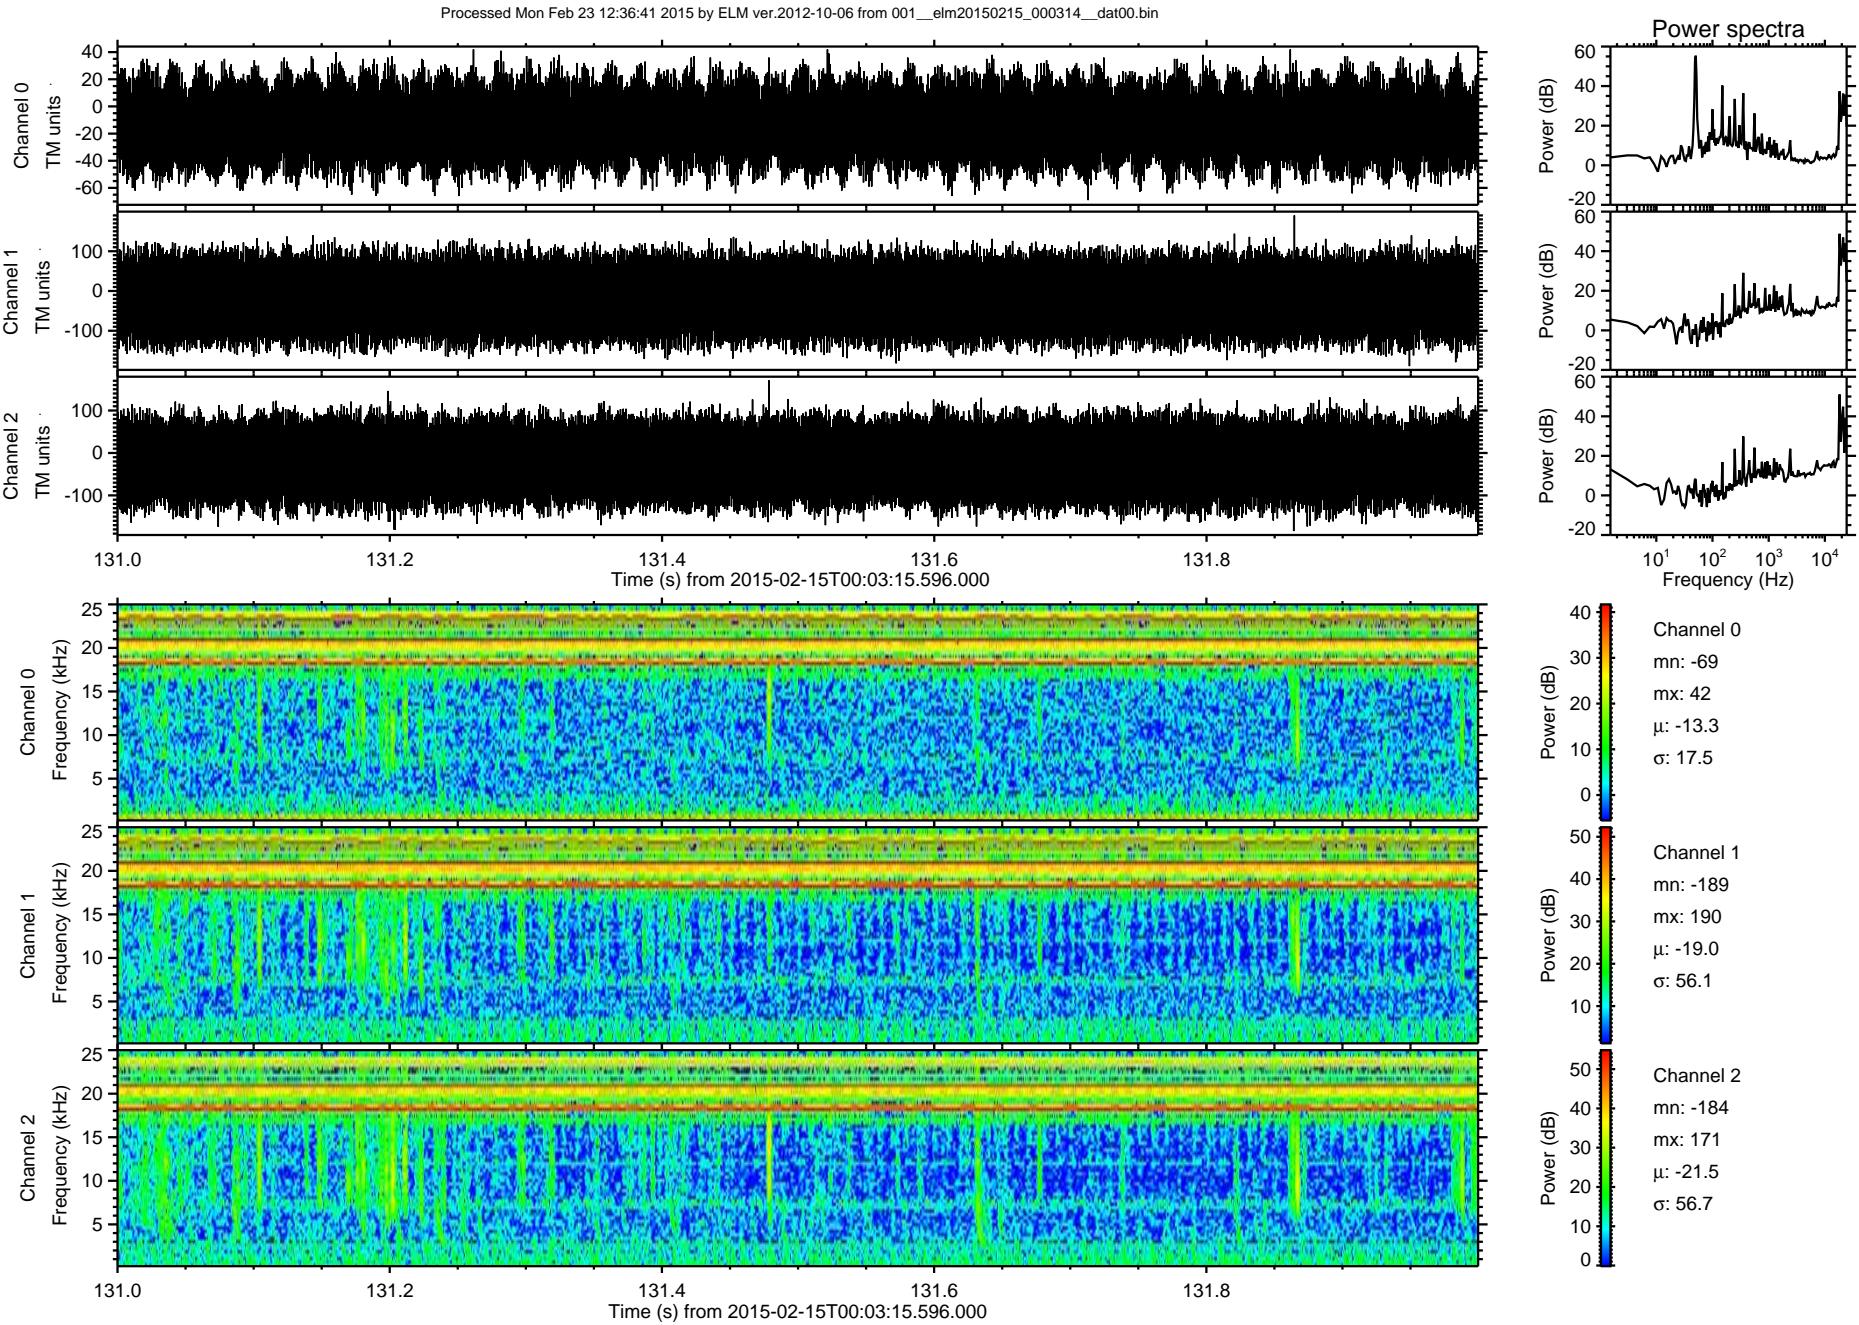 Processed Mon Feb 23 12:36:41 2015 by ELM ver.2012-10-06 from 001__elm20150215_000314__dat00.bin
Power spectra
Channel 0
TM units
40
20
0
-20
-40
-60
Power (dB)
60
40
20
0
-20
Channel 1
TM units
100
0
-100
Power (dB)
60
40
20
0
-20
Channel 2
TM units
100
0
-100
Power (dB)
60
40
20
0
-20
131.0 131.2 131.4 131.6 131.8
Time (s) from 2015-02-15T00:03:15.596.000
10^1 10^2 10^3 10^4
Frequency (Hz)
Channel 0
Frequency (kHz)
25
20
15
10
5
Power (dB)
40
30
20
10
0
Channel 0
mn: -69
mx: 42
μ: -13.3
σ: 17.5
Channel 1
Frequency (kHz)
25
20
15
10
5
Power (dB)
50
40
30
20
10
Channel 1
mn: -189
mx: 190
μ: -19.0
σ: 56.1
Channel 2
Frequency (kHz)
25
20
15
10
5
Power (dB)
50
40
30
20
10
0
Channel 2
mn: -184
mx: 171
μ: -21.5
σ: 56.7
131.0 131.2 131.4 131.6 131.8
Time (s) from 2015-02-15T00:03:15.596.000